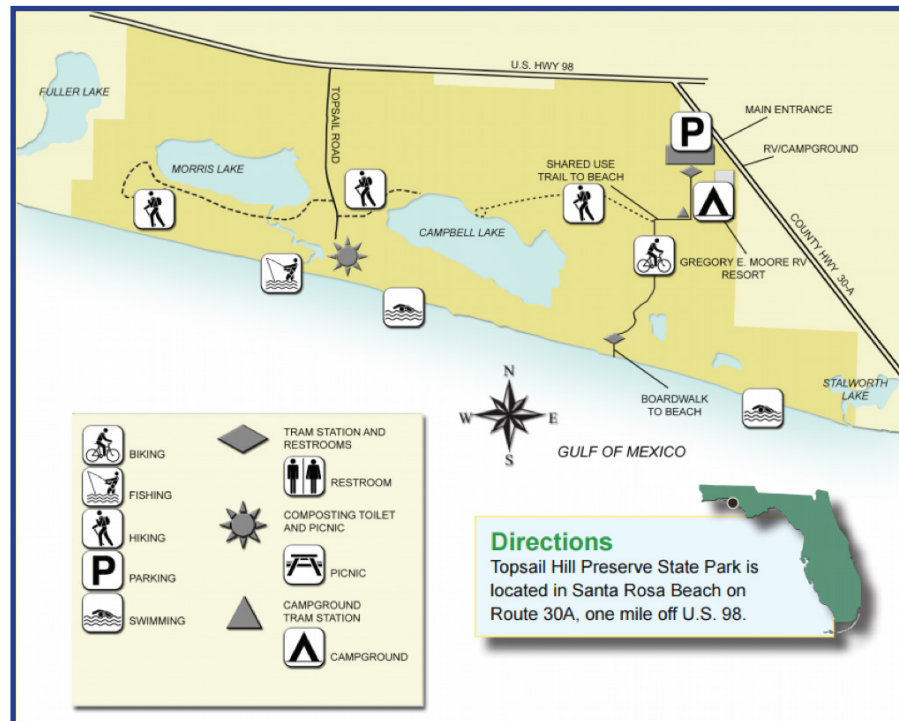 U.S. HWY 98
FULLER LAKE
TOPSAIL ROAD
MAIN ENTRANCE
P
RV/CAMPGROUND
MORRIS LAKE
SHARED USE
TRAIL TO BEACH
CAMPBELL LAKE
COUNTY HWY 30-A
GREGORY E. MOORE RV
RESORT
STALWORTH
LAKE
BOARDWALK
TO BEACH
N
W E
S
GULF OF MEXICO
BIKING
FISHING
HIKING
P PARKING
SWIMMING
TRAM STATION AND
RESTROOMS
RESTROOM
COMPOSTING TOILET
AND PICNIC
PICNIC
CAMPGROUND
TRAM STATION
CAMPGROUND
Directions
Topsail Hill Preserve State Park is
located in Santa Rosa Beach on
Route 30A, one mile off U.S. 98.